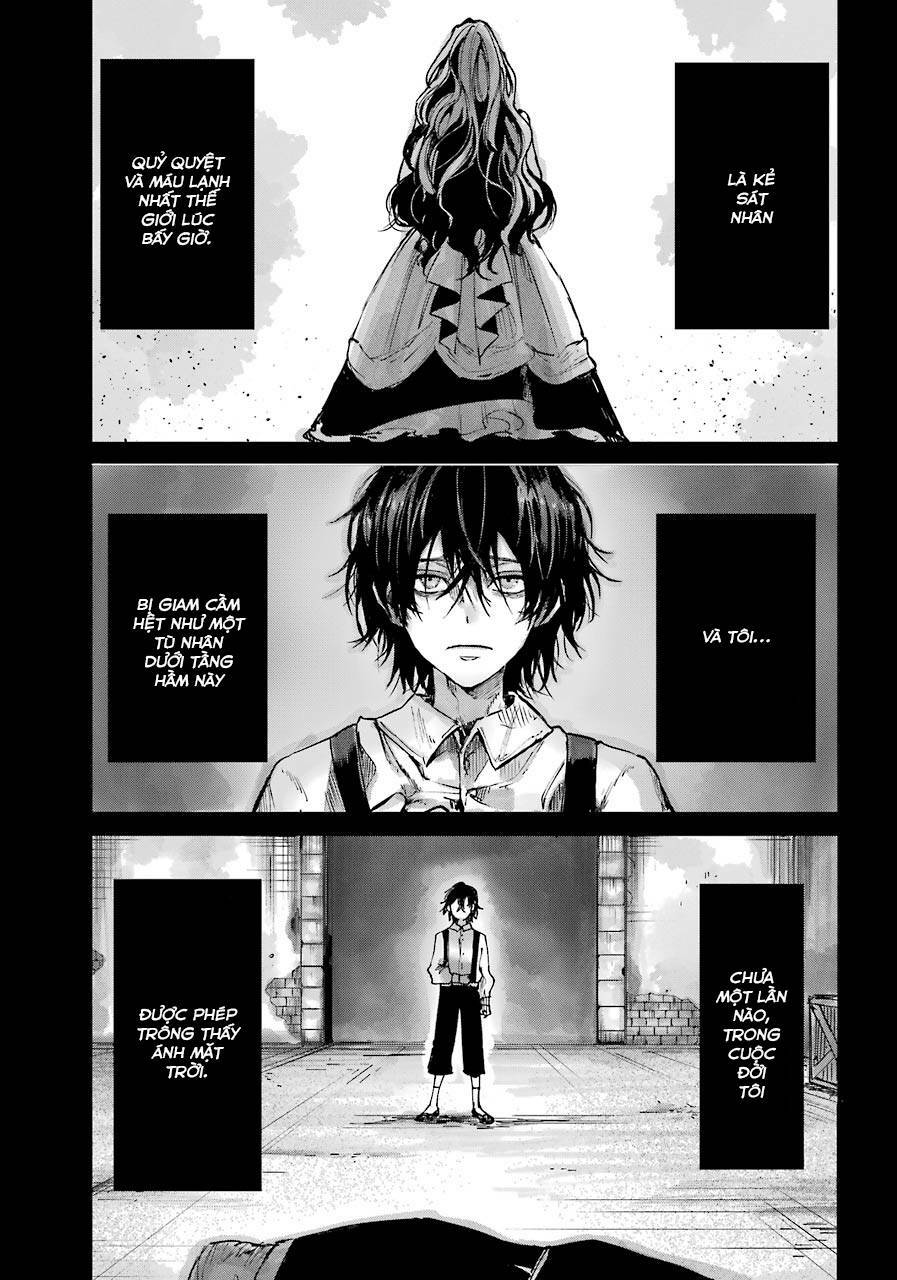 LÀ KẺ
SÁT
NHÂN
QUỶ QUYỆT
VÀ MÁU LẠNH
NHẤT THẾ
GIỚI LÚC
BẤY GIỜ.
VÀ TÔI...
BỊ GIAM CẦM
HỆT NHƯ MỘT
TÙ NHÂN
DƯỚI TẦNG
HẦM NÀY
CHƯA
MỘT LẦN
NÀO,
TRONG
CUỘC
ĐỜI
TÔI
ĐƯỢC PHÉP
TRÔNG THẤY
ÁNH MẶT
TRỜI.